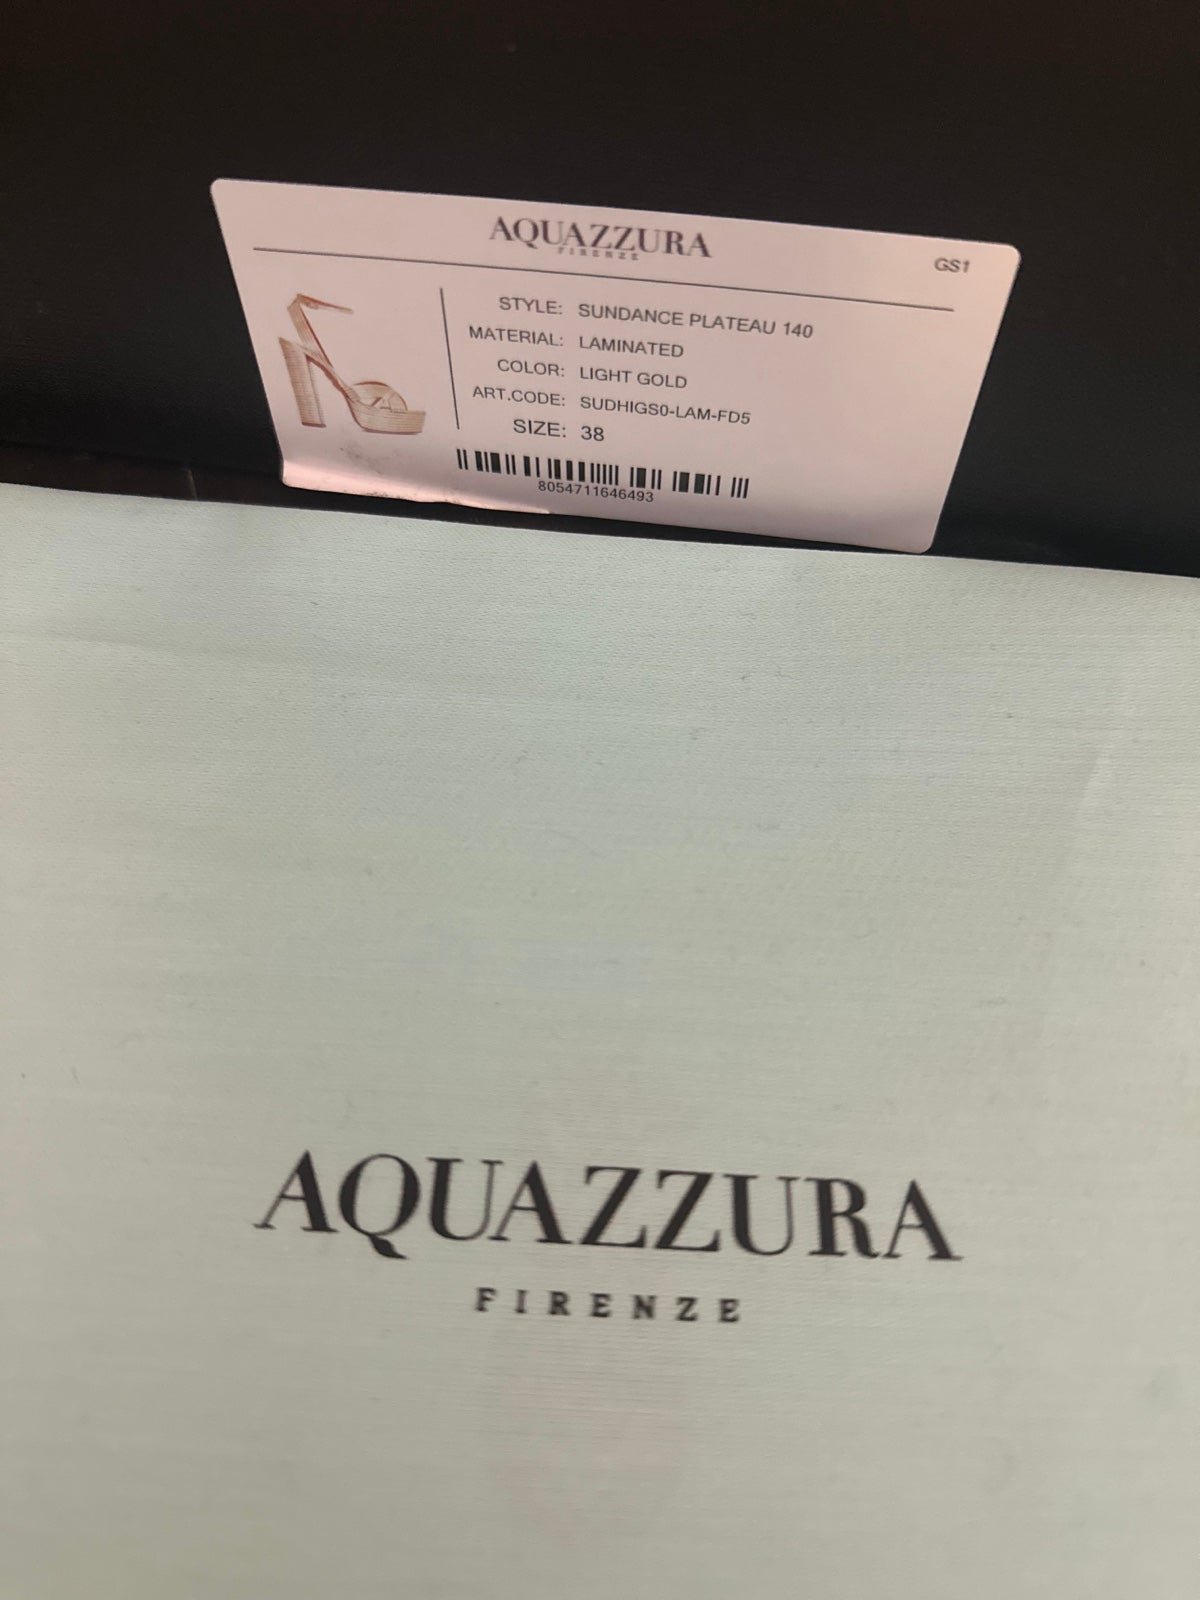 AQUAZZURA
FIRENZE
GS1
STYLE: SUNDANCE PLATEAU 140
MATERIAL: LAMINATED
COLOR: LIGHT GOLD
ART.CODE: SUDHIGS0-LAM-FD5
SIZE: 38
8054711646493
AQUAZZURA
FIRENZE